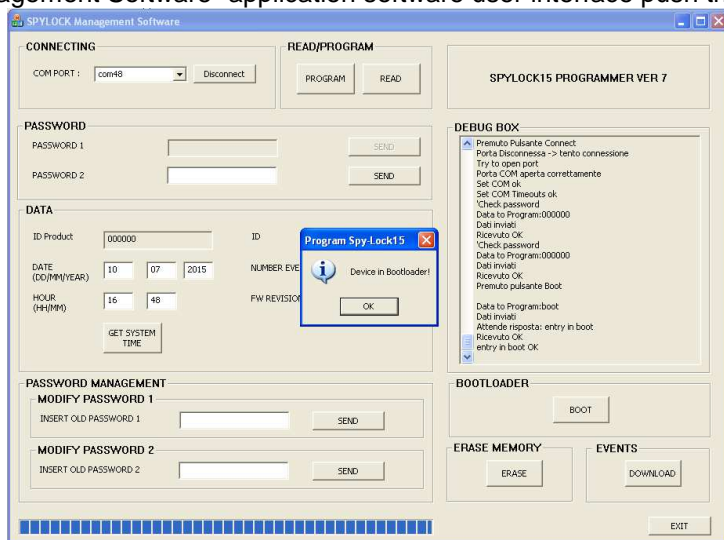 agement Software" application software user interface push th
SPYLOCK Management Software
CONNECTING
COM PORT :
com48
Disconnect
READ/PROGRAM
PROGRAM
READ
SPYLOCK15 PROGRAMMER VER 7
PASSWORD
PASSWORD 1
SEND
PASSWORD 2
SEND
DEBUG BOX
Premuto Pulsante Connect
Porta Disconnessa -> tento connessione
Try to open port
Porta COM aperta correttamente
Set COM ok
Set COM Timeouts ok
'Check password
Data to Program:000000
Dati inviati
Ricevuto OK
'Check password
Data to Program:000000
Dati inviati
Ricevuto OK
Premuto pulsante Boot
Data to Program:boot
Dati inviati
Attende risposta: entry in boot
Ricevuto OK
entry in boot OK
DATA
ID Product
000000
ID
DATE
(DD/MM/YEAR)
10
07
2015
NUMBER EVE
HOUR
(HH/MM)
16
48
FW REVISION
GET SYSTEM
TIME
Program Spy-Lock15
Device in Bootloader!
OK
PASSWORD MANAGEMENT
MODIFY PASSWORD 1
INSERT OLD PASSWORD 1
SEND
MODIFY PASSWORD 2
INSERT OLD PASSWORD 2
SEND
BOOTLOADER
BOOT
ERASE MEMORY
ERASE
EVENTS
DOWNLOAD
EXIT